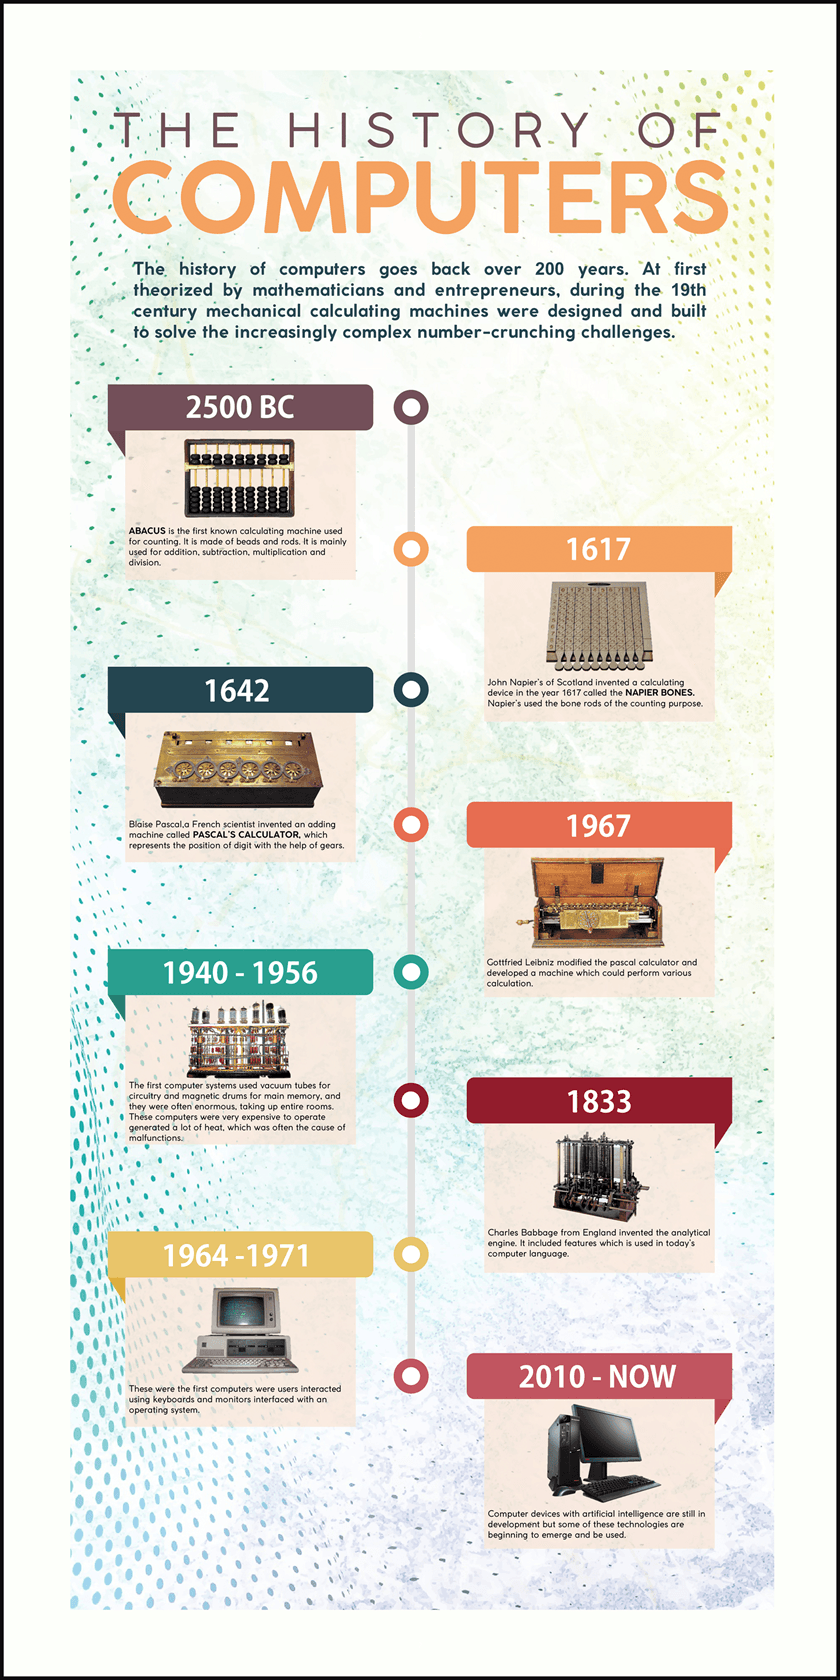 THE HISTORY OF
COMPUTERS
The history of computers goes back over 200 years. At first
theorized by mathematicians and entrepreneurs, during the 19th
century mechanical calculating machines were designed and built
to solve the increasingly complex number-crunching challenges.
2500 BC
ABACUS is the first known calculating machine used
for counting. It is made of beads and rods. It is mainly
used for addition, subtraction, multiplication and
division.
1617
John Napier's of Scotland invented a calculating
device in the year 1617 called the NAPIER BONES.
Napier's used the bone rods of the counting purpose.
1642
Blaise Pascal,a French scientist invented an adding
machine called PASCAL'S CALCULATOR, which
represents the position of digit with the help of gears.
1967
Gottfried Leibniz modified the pascal calculator and
developed a machine which could perform various
calculation.
1940 - 1956
The first computer systems used vacuum tubes for
circuitry and magnetic drums for main memory, and
they were often enormous, taking up entire rooms.
These computers were very expensive to operate
generated a lot of heat, which was often the cause of
malfunctions.
1833
Charles Babbage from England invented the analytical
engine. It included features which is used in today's
computer language.
1964 -1971
These were the first computers were users interacted
using keyboards and monitors interfaced with an
operating system.
2010 - NOW
Computer devices with artificial intelligence are still in
development but some of these technologies are
beginning to emerge and be used.